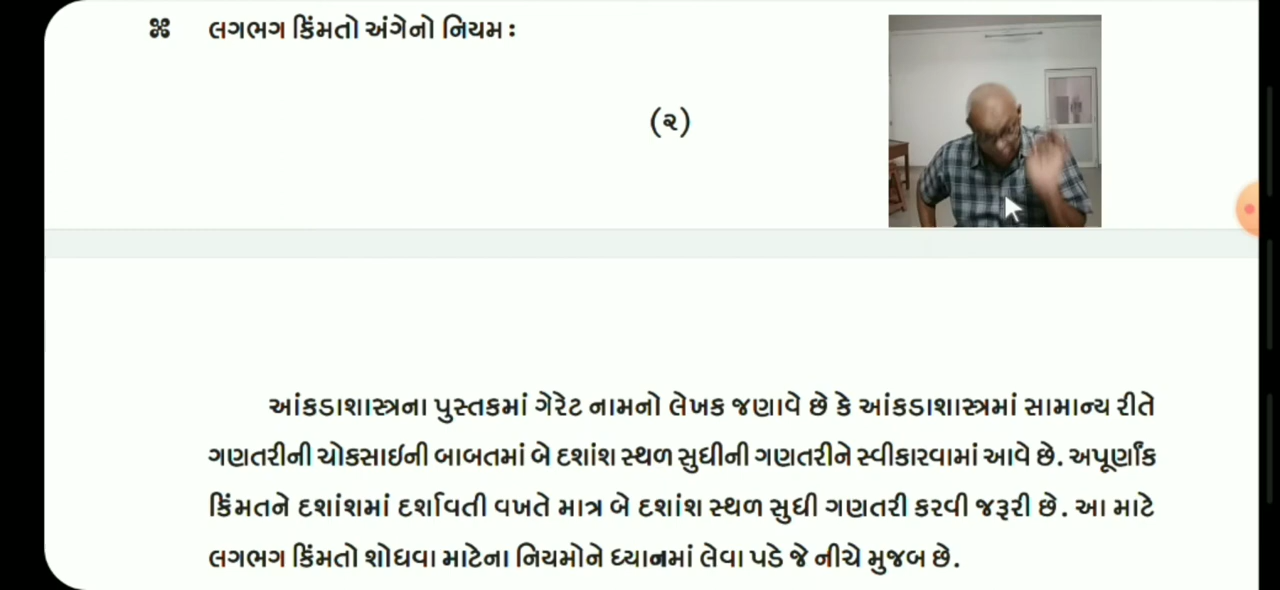 ⌘ લગભગ કિંમતો અંગેનો નિયમ :
(૨)
આંકડાશાસ્ત્રના પુસ્તકમાં ગેરેટ નામનો લેખક જણાવે છે કે આંકડાશાસ્ત્રમાં સામાન્ય રીતે
ગણતરીની ચોકસાઈની બાબતમાં બે દશાંશ સ્થળ સુધીની ગણતરીને સ્વીકારવામાં આવે છે. અપૂર્ણાંક
કિંમતને દશાંશમાં દર્શાવતી વખતે માત્ર બે દશાંશ સ્થળ સુધી ગણતરી કરવી જરૂરી છે. આ માટે
લગભગ કિંમતો શોધવા માટેના નિયમોને ધ્યાનમાં લેવા પડે જે નીચે મુજબ છે.